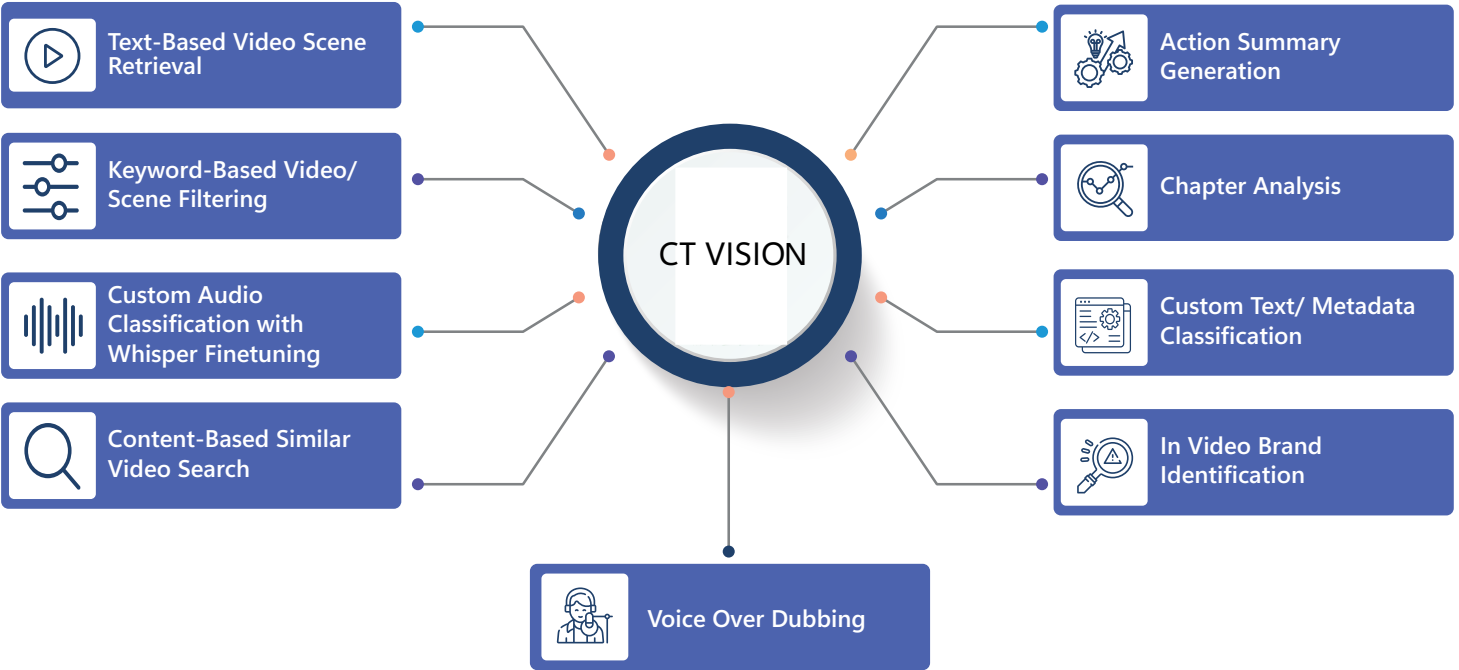 Text-Based Video Scene
Retrieval
Keyword-Based Video/
Scene Filtering
Custom Audio
Classification with
Whisper Finetuning
Content-Based Similar
Video Search
CT VISION
Action Summary
Generation
Chapter Analysis
Custom Text/ Metadata
Classification
</>
In Video Brand
Identification
Voice Over Dubbing